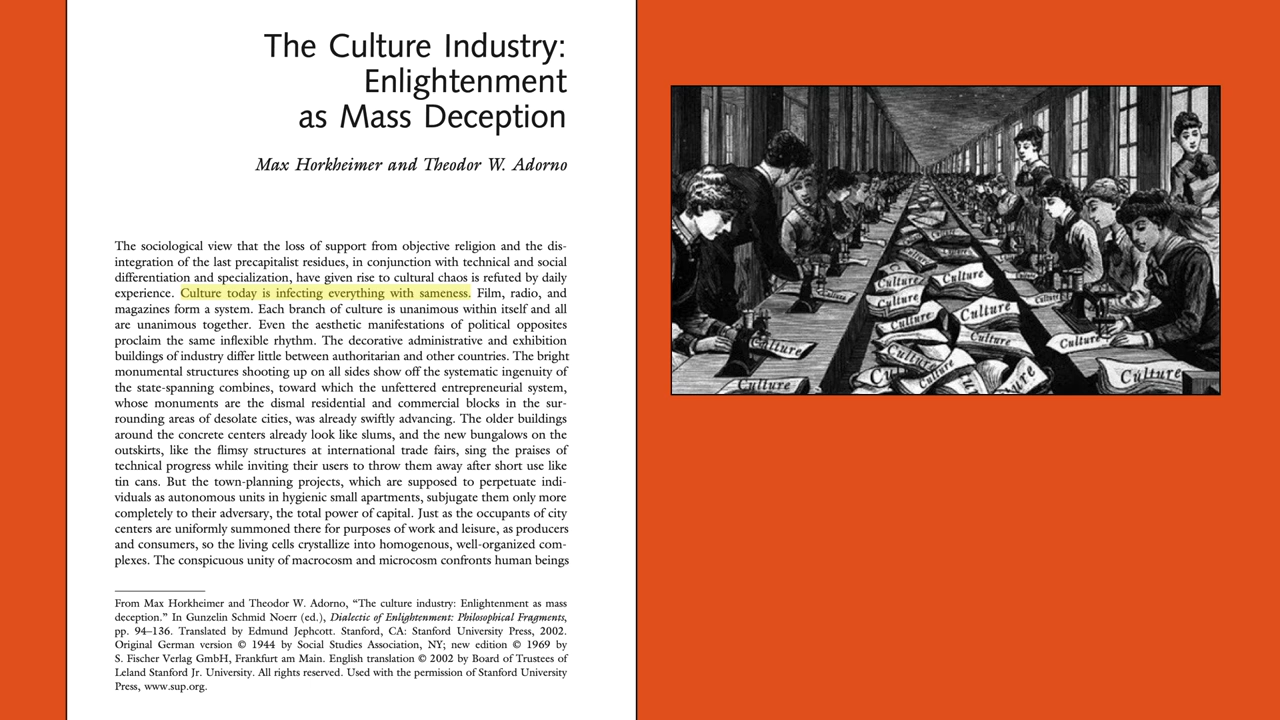 The Culture Industry:
Enlightenment
as Mass Deception
Max Horkheimer and Theodor W. Adorno
The sociological view that the loss of support from objective religion and the dis-
integration of the last precapitalist residues, in conjunction with technical and social
differentiation and specialization, have given rise to cultural chaos is refuted by daily
experience. Culture today is infecting everything with sameness. Film, radio, and
magazines form a system. Each branch of culture is unanimous within itself and all
are unanimous together. Even the aesthetic manifestations of political opposites
proclaim the same inflexible rhythm. The decorative administrative and exhibition
buildings of industry differ little between authoritarian and other countries. The bright
monumental structures shooting up on all sides show off the systematic ingenuity of
the state-spanning combines, toward which the unfettered entrepreneurial system,
whose monuments are the dismal residential and commercial blocks in the sur-
rounding areas of desolate cities, was already swiftly advancing. The older buildings
around the concrete centers already look like slums, and the new bungalows on the
outskirts, like the flimsy structures at international trade fairs, sing the praises of
technical progress while inviting their users to throw them away after short use like
tin cans. But the town-planning projects, which are supposed to perpetuate indi-
viduals as autonomous units in hygienic small apartments, subjugate them only more
completely to their adversary, the total power of capital. Just as the occupants of city
centers are uniformly summoned there for purposes of work and leisure, as producers
and consumers, so the living cells crystallize into homogenous, well-organized com-
plexes. The conspicuous unity of macrocosm and microcosm confronts human beings
From Max Horkheimer and Theodor W. Adorno, “The culture industry: Enlightenment as mass
deception.” In Gunzelin Schmid Noerr (ed.), Dialectic of Enlightenment: Philosophical Fragments,
pp. 94–136. Translated by Edmund Jephcott. Stanford, CA: Stanford University Press, 2002.
Original German version © 1944 by Social Studies Association, NY; new edition © 1969 by
S. Fischer Verlag GmbH, Frankfurt am Main. English translation © 2002 by Board of Trustees of
Leland Stanford Jr. University. All rights reserved. Used with the permission of Stanford University
Press, www.sup.org.
Culture
Culture
Culture
Culture
Culture
Culture
Culture
Culture
Culture
Culture
Culture
Culture
Culture
Culture